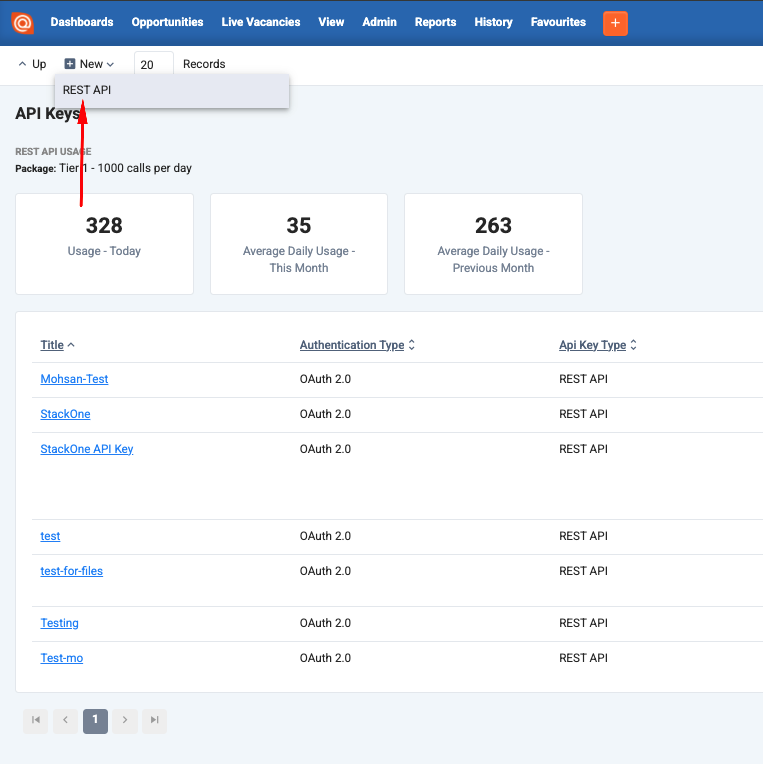 Dashboards Opportunities Live Vacancies View Admin Reports History Favourites +
Up New 20 Records
REST API
API Keys
REST API USAGE
Package: Tier 1 - 1000 calls per day
328 35 263
Usage - Today Average Daily Usage - Average Daily Usage -
This Month Previous Month
Title Authentication Type Api Key Type
Mohsan-Test OAuth 2.0 REST API
StackOne OAuth 2.0 REST API
StackOne API Key OAuth 2.0 REST API
test OAuth 2.0 REST API
test-for-files OAuth 2.0 REST API
Testing OAuth 2.0 REST API
Test-mo OAuth 2.0 REST API
1